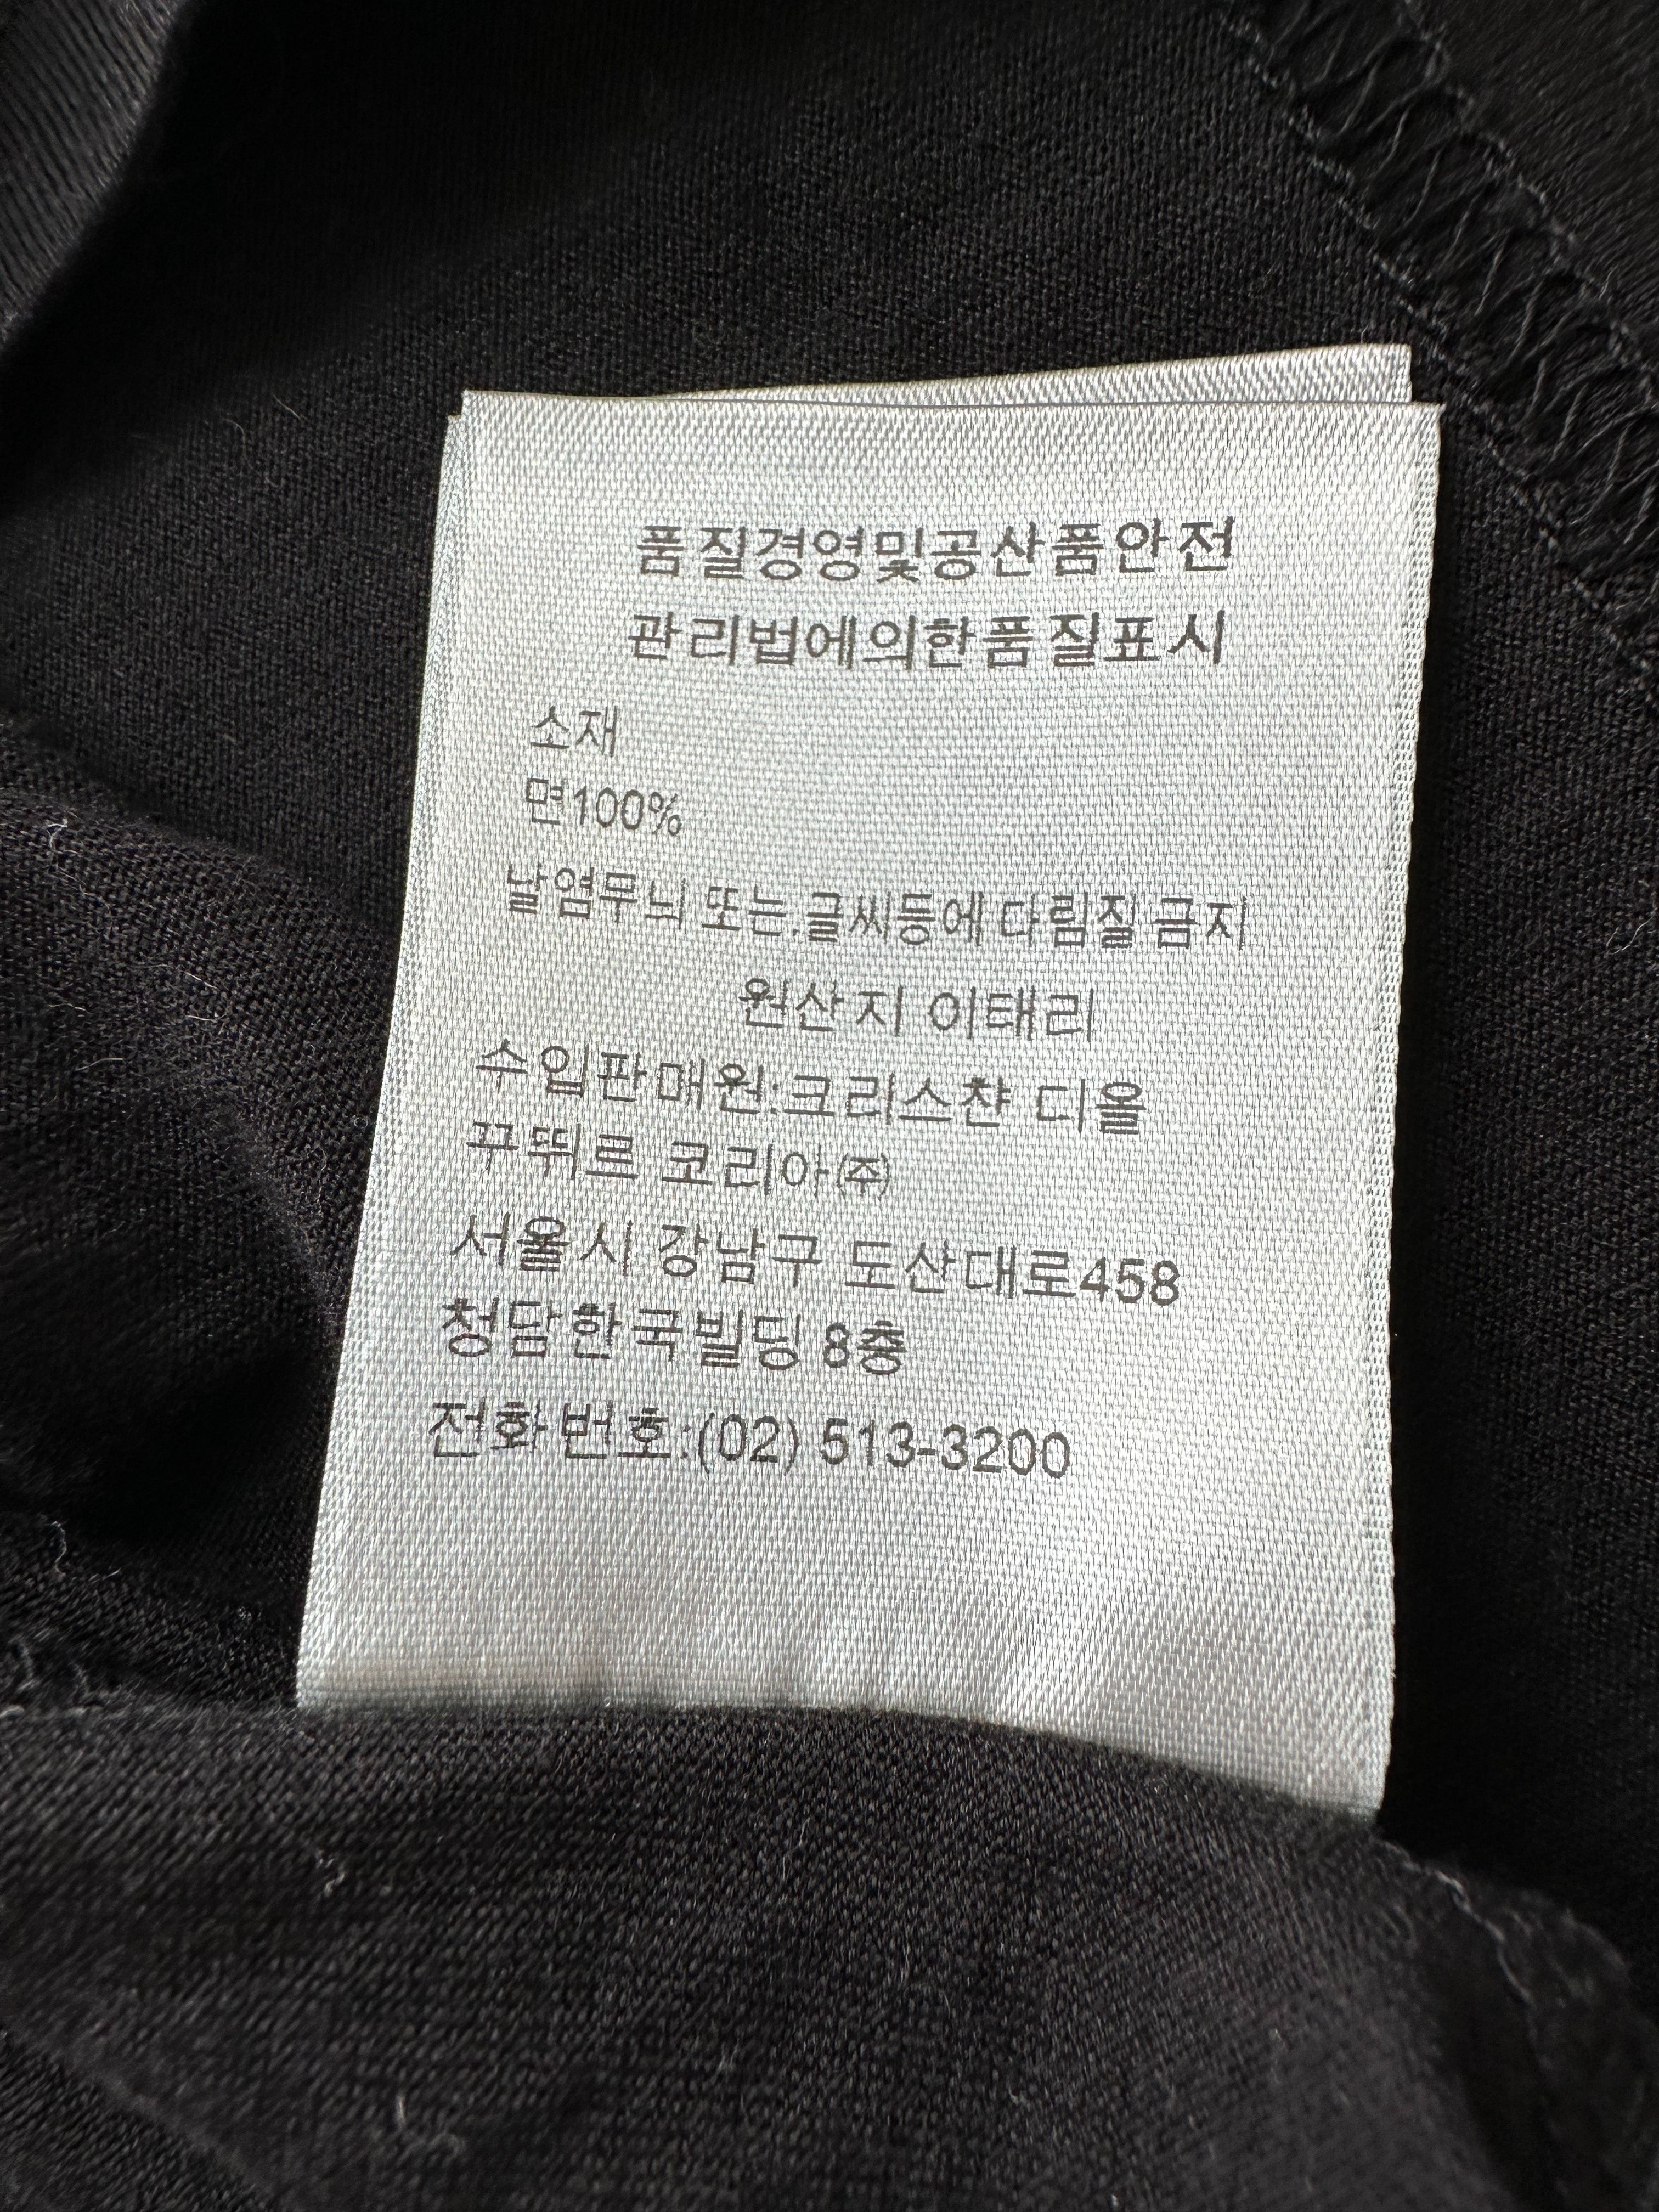 품질경영및공산품안전
관리법에의한품질표시
소재
면100%
날염무늬 또는.글씨등에 다림질 금지
원산지 이태리
수입판매원:크리스챤 디올
꾸뛰르 코리아㈜
서울시 강남구 도산대로458
청담한국빌딩 8층
전화번호:(02) 513-3200